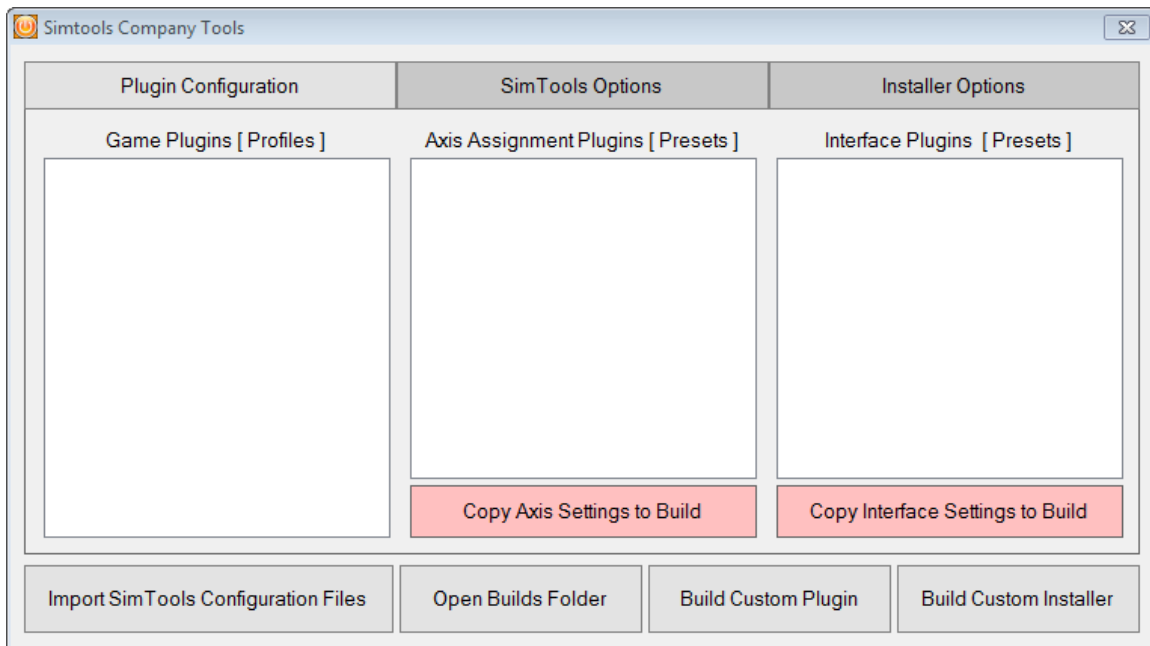 Simtools Company Tools
Plugin Configuration
SimTools Options
Installer Options
Game Plugins [ Profiles ]
Axis Assignment Plugins [ Presets ]
Interface Plugins [ Presets ]
Copy Axis Settings to Build
Copy Interface Settings to Build
Import SimTools Configuration Files
Open Builds Folder
Build Custom Plugin
Build Custom Installer